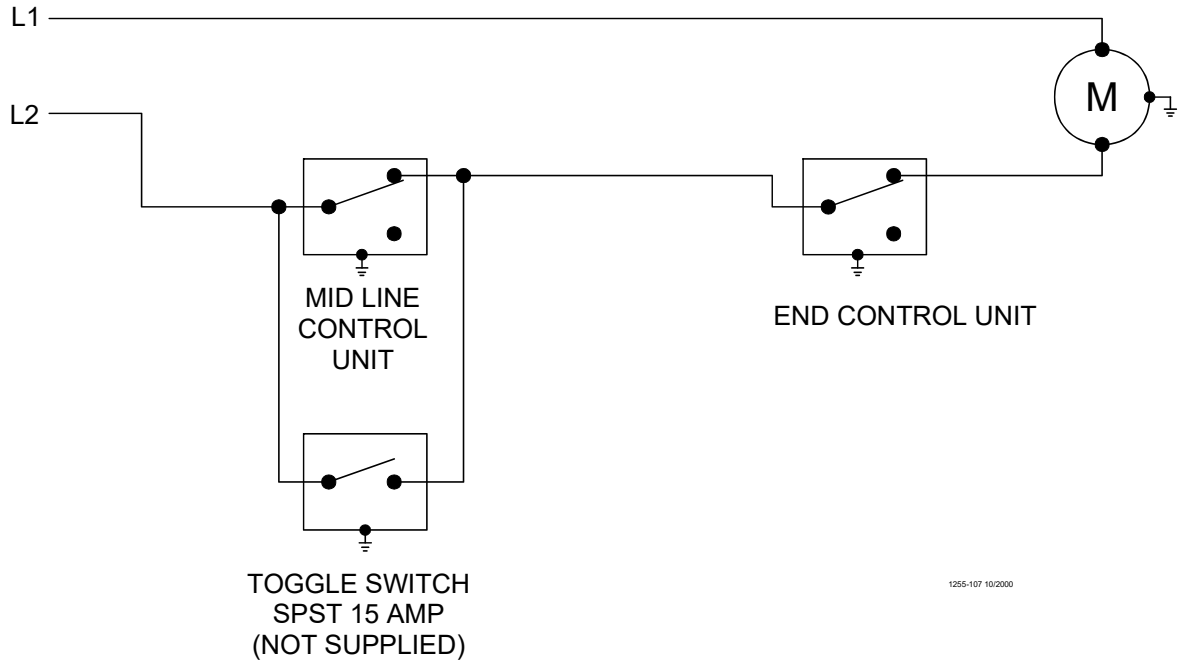 L1
L2
M
MID LINE
CONTROL
UNIT
END CONTROL UNIT
TOGGLE SWITCH
SPST 15 AMP
(NOT SUPPLIED)
1255-107 10/2000